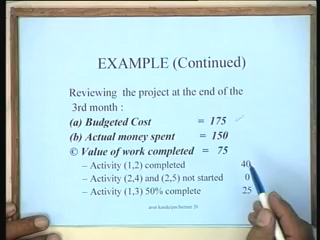 EXAMPLE (Continued)
Reviewing the project at the end of the
3rd month :
(a) Budgeted Cost = 175
(b) Actual money spent = 150
© Value of work completed = 75
– Activity (1,2) completed 40
– Activity (2,4) and (2,5) not started 0
– Activity (1,3) 50% complete 25